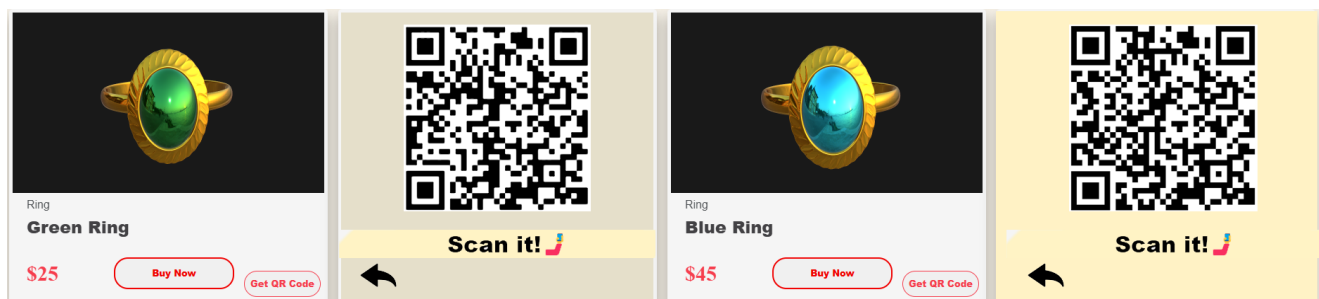 Ring
Green Ring
$25
Buy Now
Get QR Code
Scan it!
Ring
Blue Ring
$45
Buy Now
Get QR Code
Scan it!